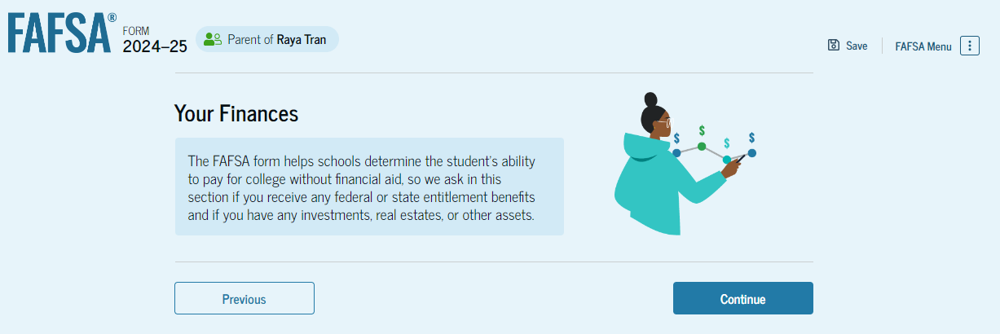 FAFSA®
FORM
2024–25
Parent of Raya Tran
Save
FAFSA Menu
Your Finances
The FAFSA form helps schools determine the student's ability
to pay for college without financial aid, so we ask in this
section if you receive any federal or state entitlement benefits
and if you have any investments, real estates, or other assets.
$ $ $ $
Previous
Continue